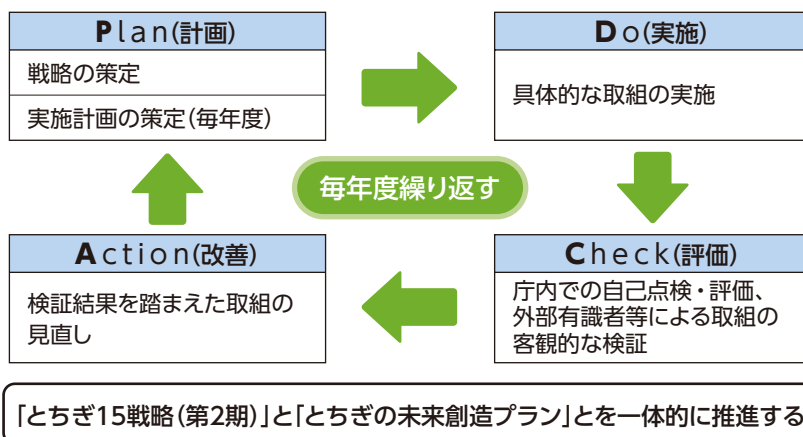 Plan(計画)
戦略の策定
実施計画の策定(毎年度)
Do(実施)
具体的な取組の実施
毎年度繰り返す
Action(改善)
検証結果を踏まえた取組の
見直し
Check(評価)
庁内での自己点検・評価、
外部有識者等による取組の
客観的な検証
「とちぎ15戦略(第2期)」と「とちぎの未来創造プラン」とを一体的に推進する